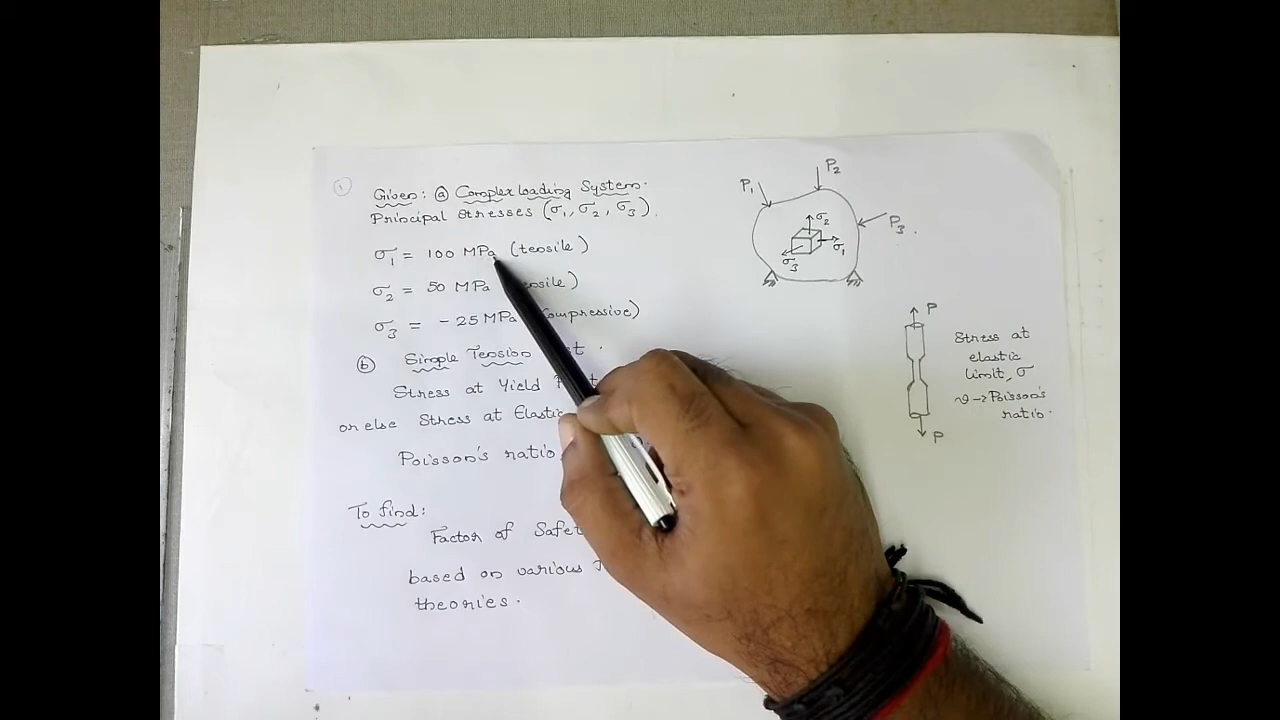 1
Given: (a) Complex loading System.
Principal stresses (σ1, σ2, σ3).
σ1 = 100 MPa (tensile)
σ2 = 50 MPa
σ3 = - 25 MPa (compressive)
(b) Simple Tension
Stress at Yield
or else Stress at Elastic
Poisson's ratio
To find:
Factor of
based on various
theories.
P1
P2
P3.
σ2
σ1
σ3
P
Stress at
elastic
limit, σ
ν → Poisson's
ratio.
P